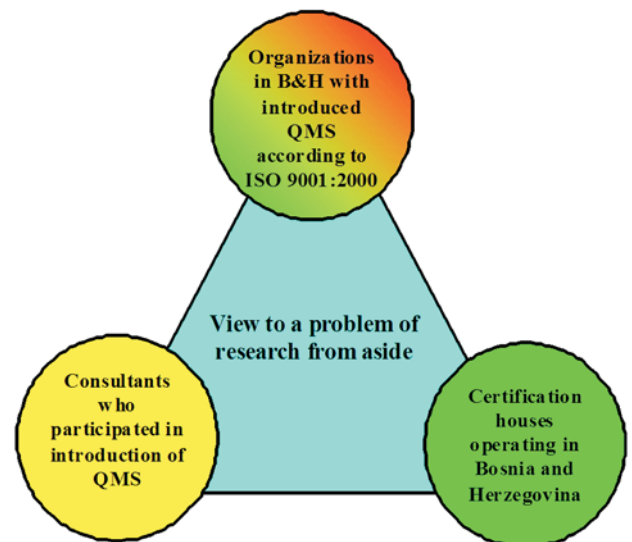 Organizations
in B&H with
introduced
QMS
according to
ISO 9001:2000
View to a problem of
research from aside
Consultants
who
participated in
introduction of
QMS
Certification
houses
operating in
Bosnia and
Herzegovina